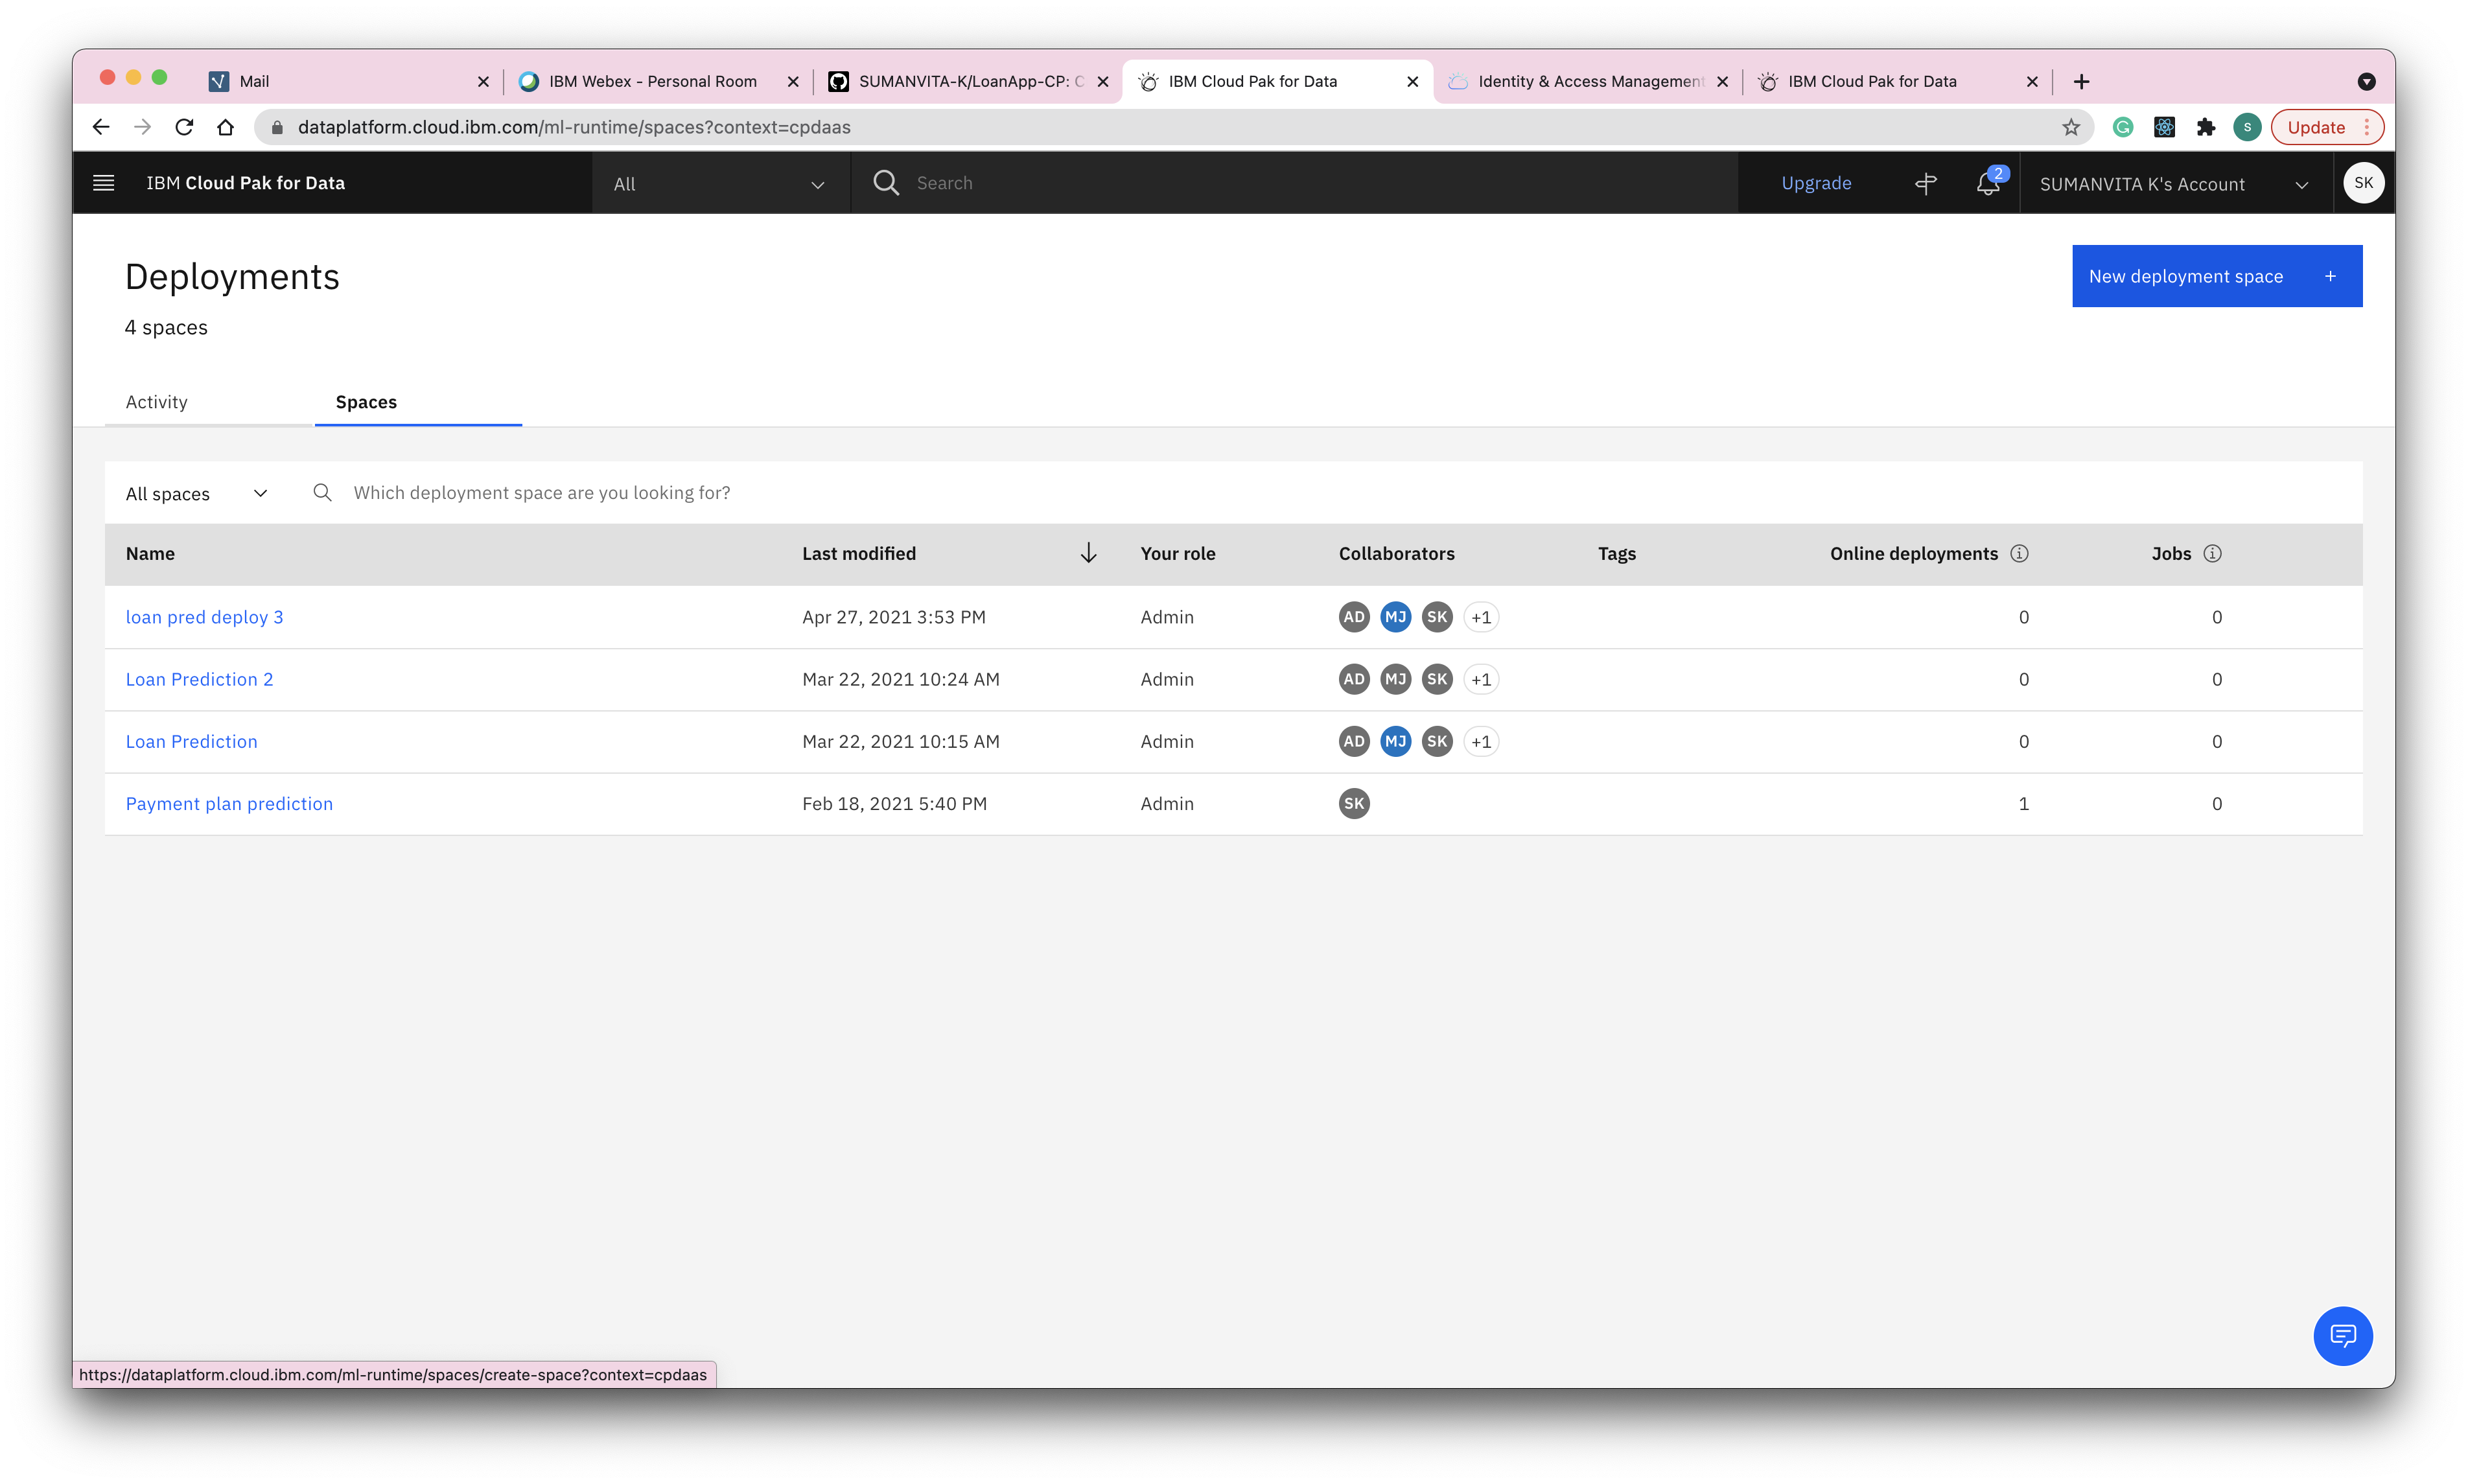 Mail
IBM Webex - Personal Room
SUMANVITA-K/LoanApp-CP: C
IBM Cloud Pak for Data
Identity & Access Management
IBM Cloud Pak for Data
dataplatform.cloud.ibm.com/ml-runtime/spaces?context=cpdaas
S
Update
IBM Cloud Pak for Data
All
Search
Upgrade
2
SUMANVITA K's Account
SK
Deployments
New deployment space +
4 spaces
Activity
Spaces
All spaces
Which deployment space are you looking for?
Name Last modified Your role Collaborators Tags Online deployments Jobs
loan pred deploy 3 Apr 27, 2021 3:53 PM Admin AD MJ SK +1 0 0
Loan Prediction 2 Mar 22, 2021 10:24 AM Admin AD MJ SK +1 0 0
Loan Prediction Mar 22, 2021 10:15 AM Admin AD MJ SK +1 0 0
Payment plan prediction Feb 18, 2021 5:40 PM Admin SK 1 0
https://dataplatform.cloud.ibm.com/ml-runtime/spaces/create-space?context=cpdaas